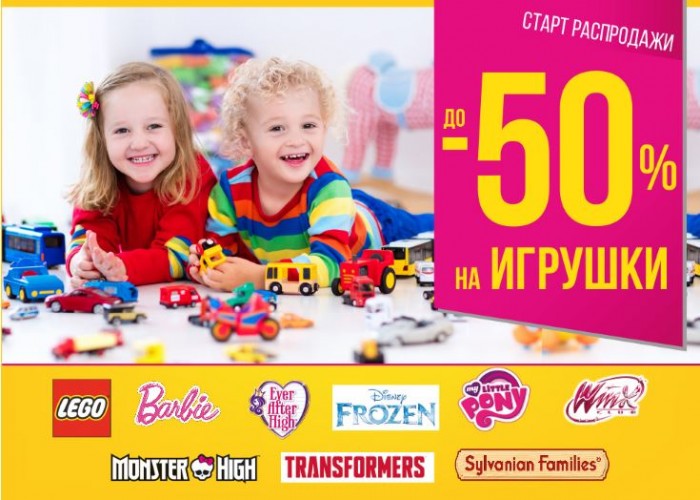 СТАРТ РАСПРОДАЖИ
ДО
-50%
НА ИГРУШКИ
LEGO
Barbie
Ever
After
High
Disney
FROZEN
my
LITTLE
PONY
Winx
CLUB
MONSTER HIGH
TRANSFORMERS
Sylvanian Families